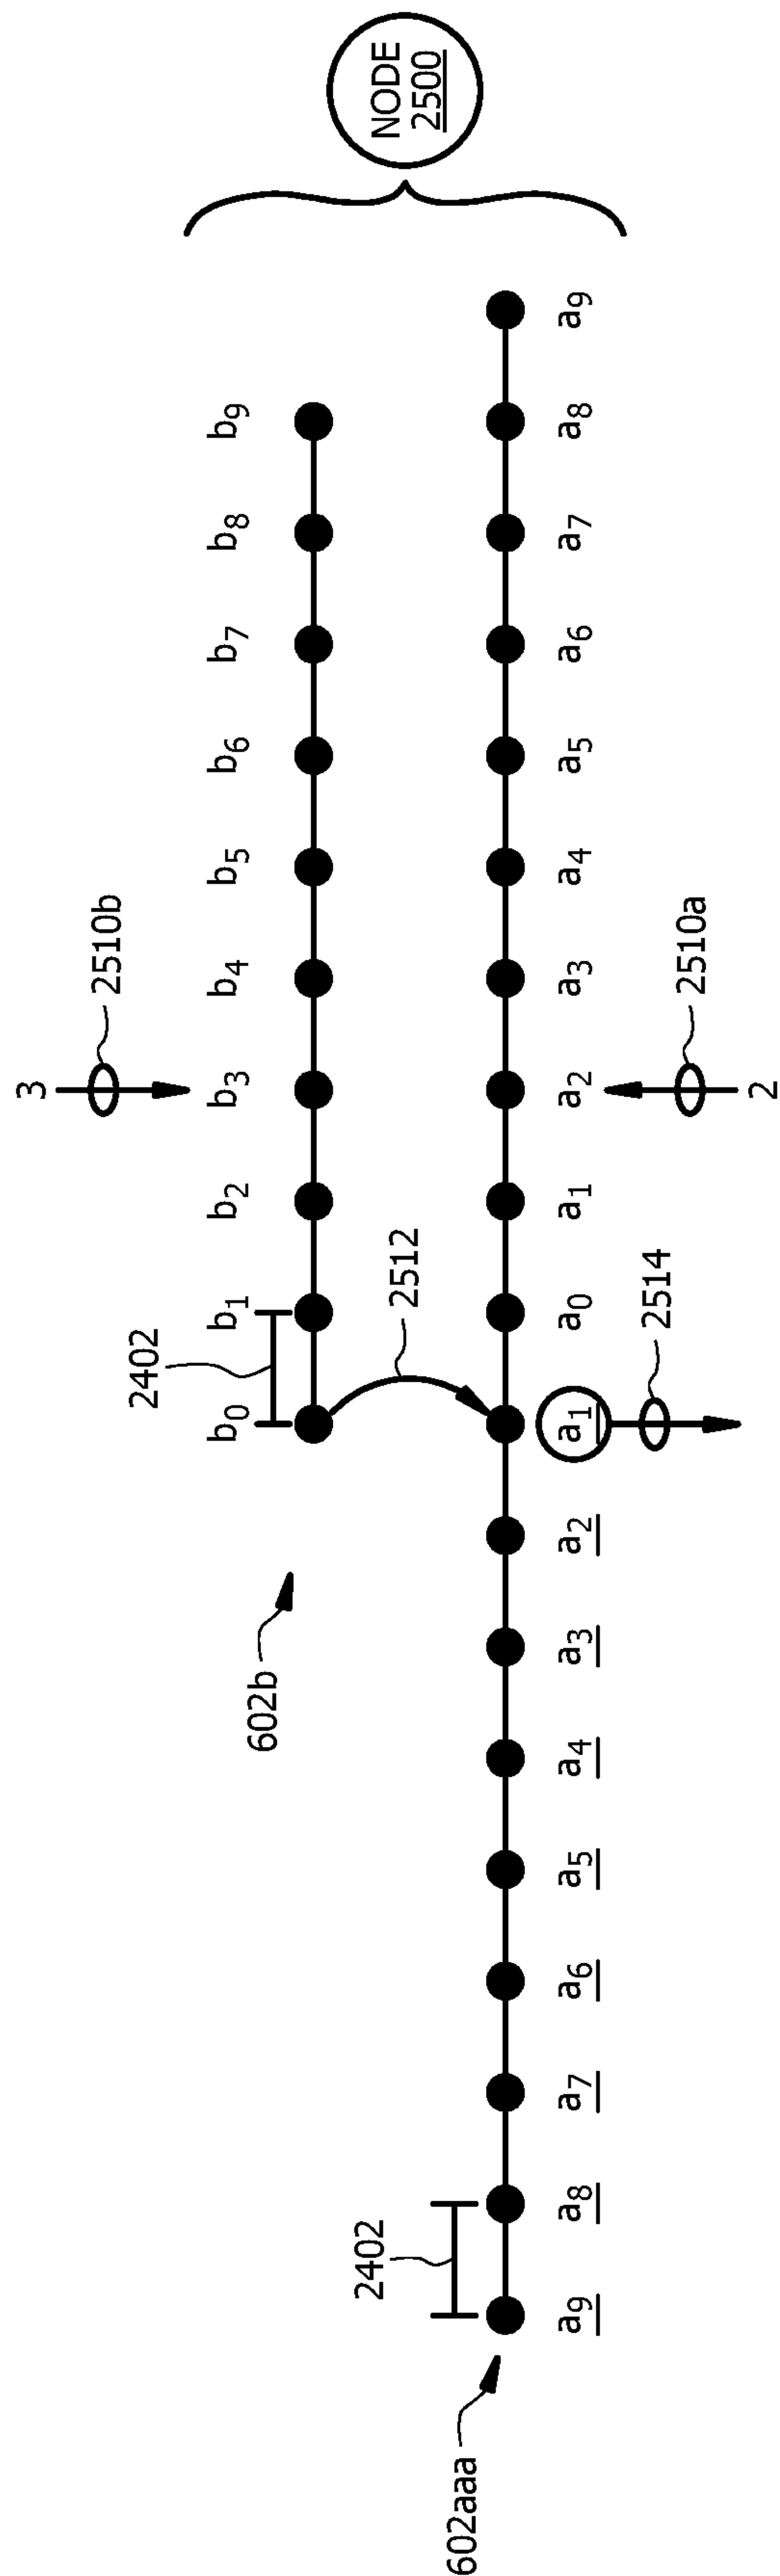 3
2510b
2402
b0 b1 b2 b3 b4 b5 b6 b7 b8 b9
602b
NODE
2500
2402
2512
602aaa
a9 a8 a7 a6 a5 a4 a3 a2 a1 a0 a1 a2 a3 a4 a5 a6 a7 a8 a9
2514
2510a
2